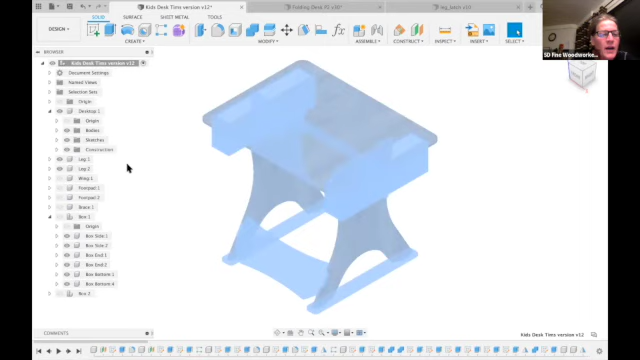 Kids Desk Tims version v12*
Folding Desk XI v30*
leg_batch v10
SOLID
SURFACE
SHEET METAL
TOOLS
DESIGN
CREATE
MODIFY
ASSEMBLE
CONSTRUCT
INSPECT
INSERT
SELECT
SD Fine Woodworke
BROWSER
Kids Desk Tims version v12
Document Settings
Named Views
Selection Sets
Origin
Desktop:1
Origin
Bodies
Sketches
Construction
Leg:1
Leg:2
Wing:1
Footpad:1
Footpad:2
Brace:1
Box:1
Origin
Box Side:1
Box Side:2
Box End:1
Box End:2
Box Bottom:1
Box Bottom:4
Box:2
COMMENTS
Kids Desk Tims version v12